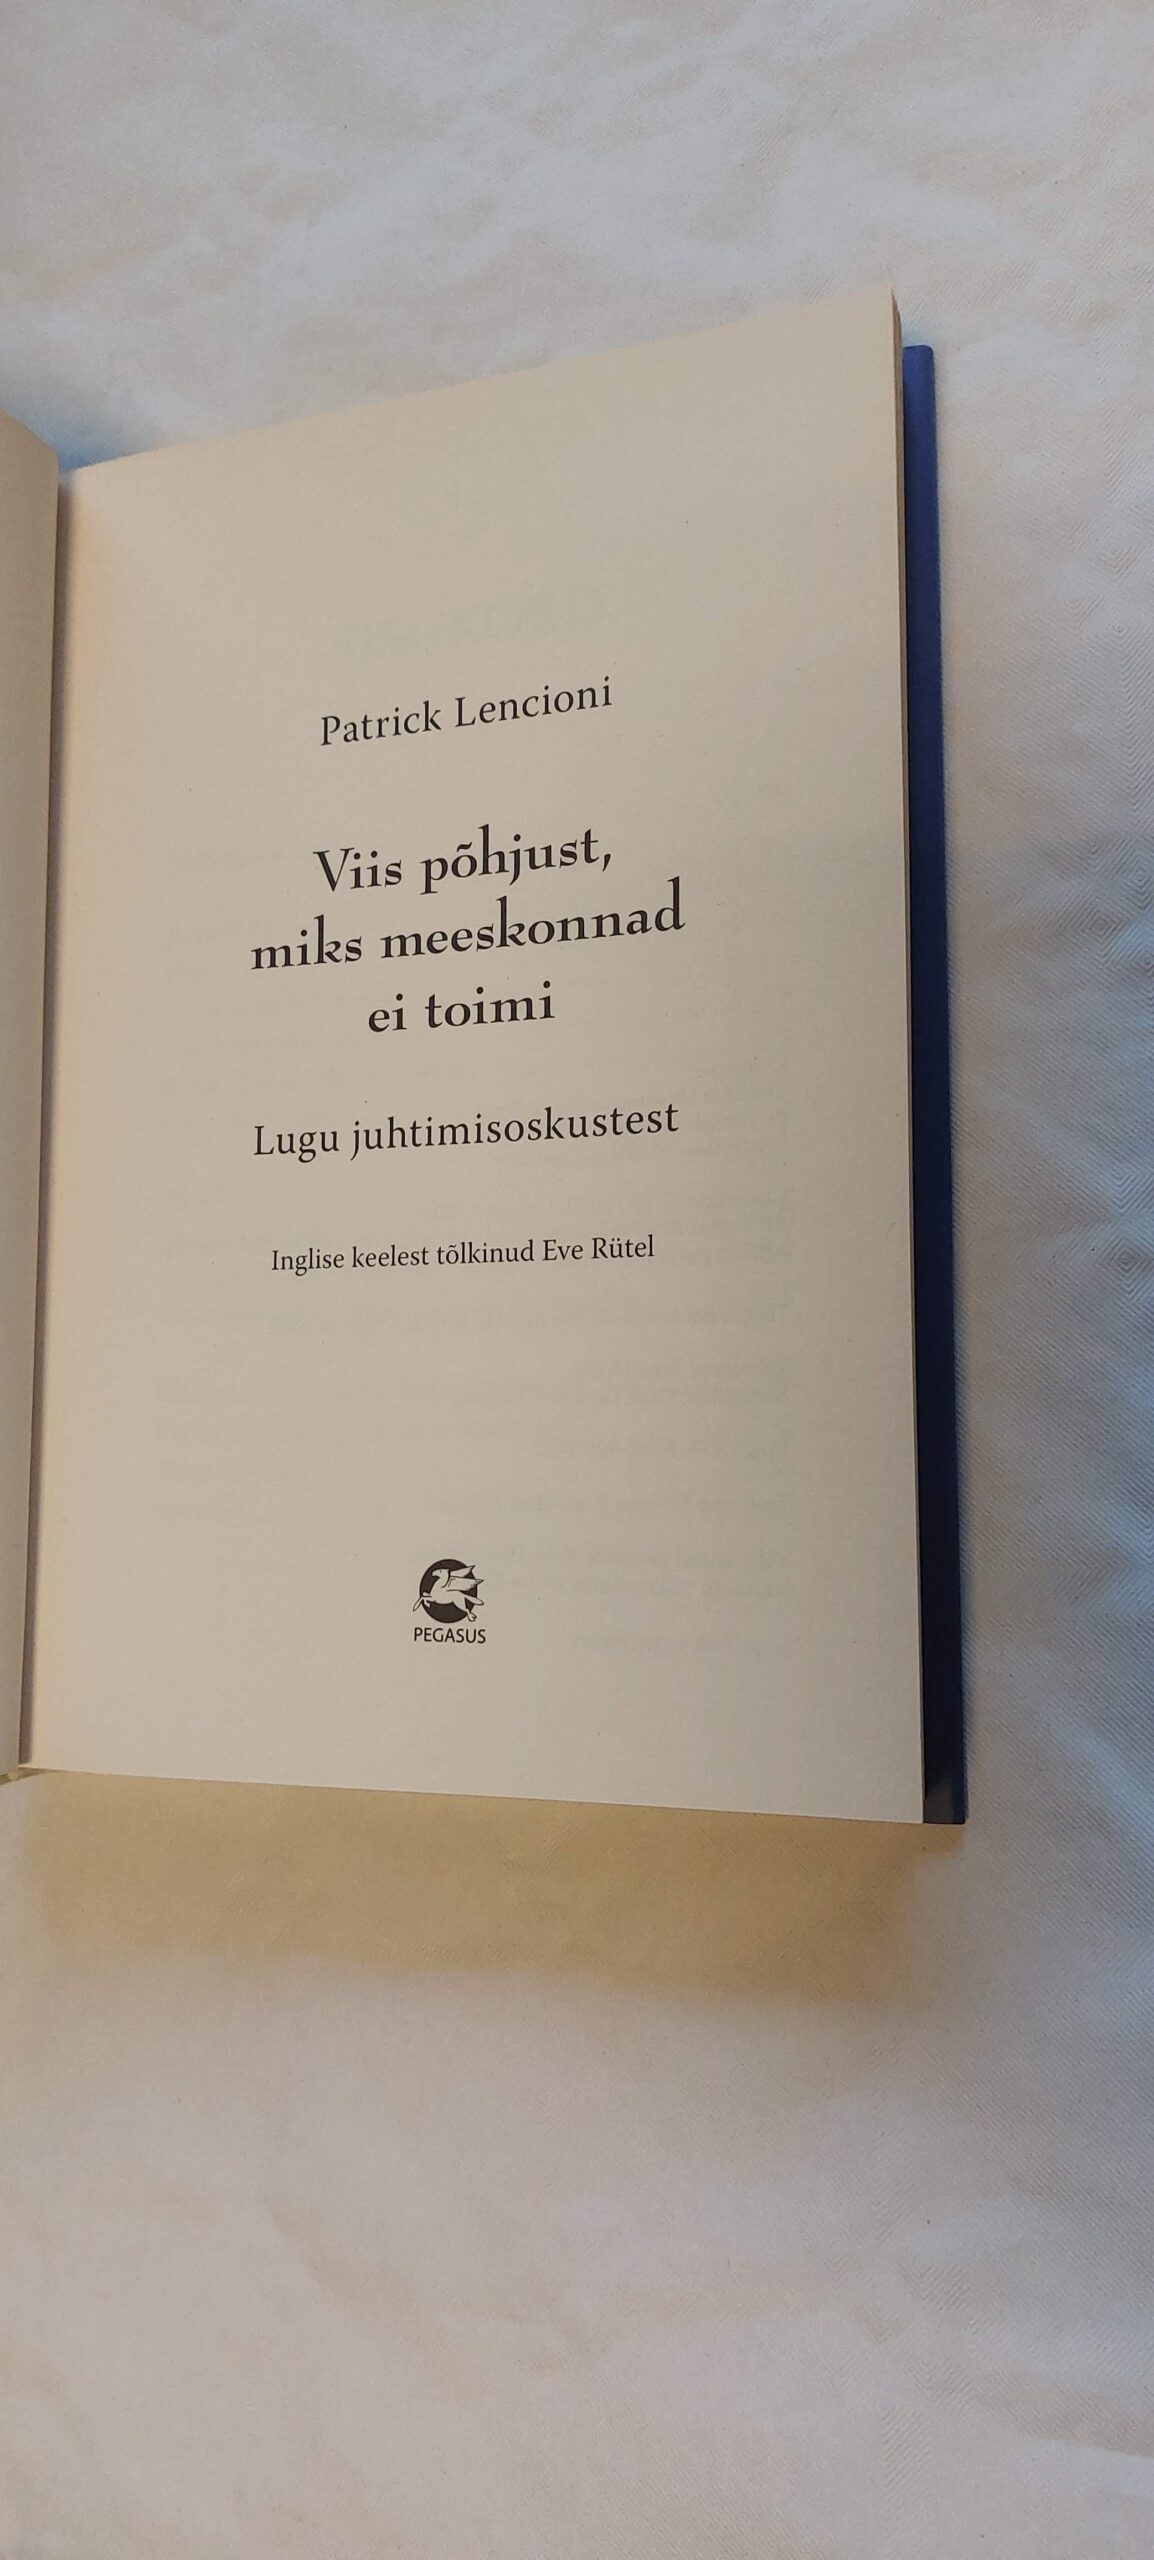 Patrick Lencioni
Viis põhjust,
miks meeskonnad
ei toimi
Lugu juhtimisoskustest
Inglise keelest tõlkinud Eve Rütel
PEGASUS